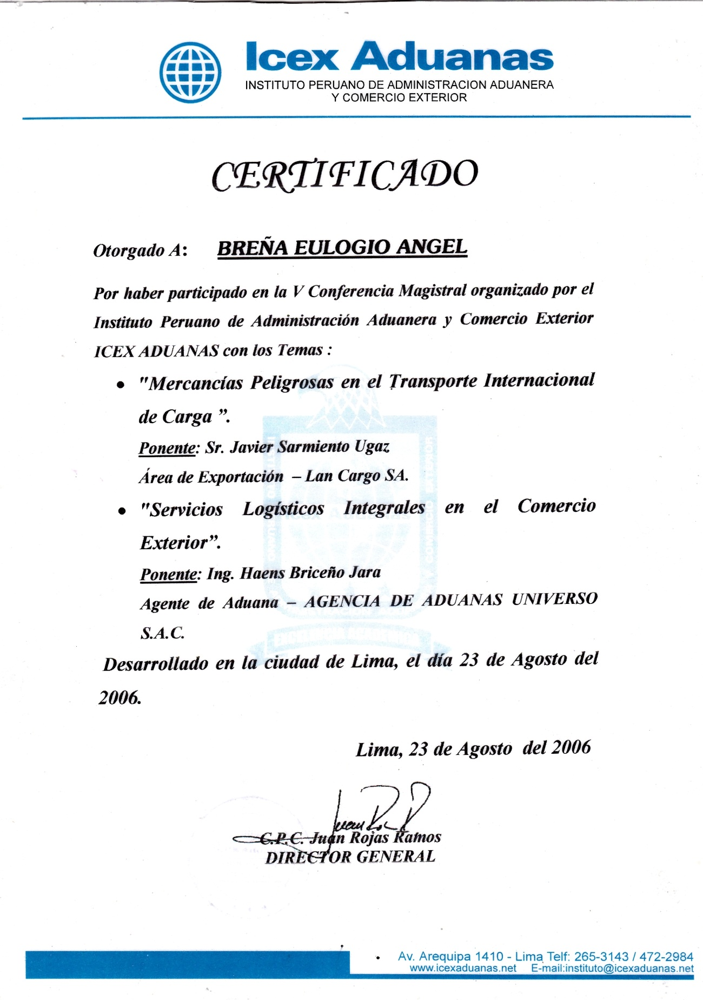 Icex Aduanas
INSTITUTO PERUANO DE ADMINISTRACION ADUANERA
Y COMERCIO EXTERIOR
CERTIFICADO
Otorgado A: BREÑA EULOGIO ANGEL
Por haber participado en la V Conferencia Magistral organizado por el
Instituto Peruano de Administración Aduanera y Comercio Exterior
ICEX ADUANAS con los Temas :
• "Mercancías Peligrosas en el Transporte Internacional
de Carga ”.
Ponente: Sr. Javier Sarmiento Ugaz
Área de Exportación – Lan Cargo SA.
• "Servicios Logísticos Integrales en el Comercio
Exterior”.
Ponente: Ing. Haens Briceño Jara
Agente de Aduana – AGENCIA DE ADUANAS UNIVERSO
S.A.C.
Desarrollado en la ciudad de Lima, el día 23 de Agosto del
2006.
Lima, 23 de Agosto del 2006
C.P.C. Juan Rojas Ramos
DIRECTOR GENERAL
Av. Arequipa 1410 - Lima Telf: 265-3143 / 472-2984
www.icexaduanas.net E-mail:instituto@icexaduanas.net